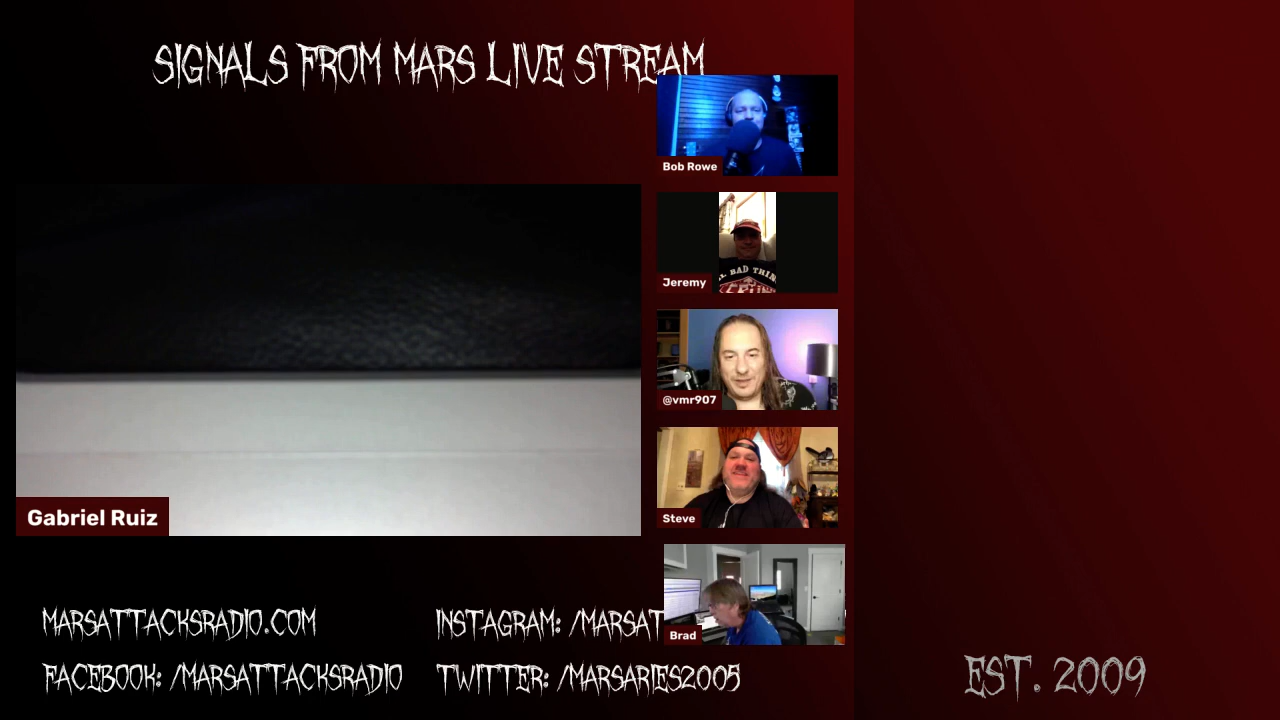 SIGNALS FROM MARS LIVE STREAM
Bob Rowe
BAD
Jeremy
@vmr907
Steve
Gabriel Ruiz
Brad
MARSATTACKSRADIO.COM
INSTAGRAM: /MARSAT
FACEBOOK: /MARSATTACKSRADIO
TWITTER: /MARSARIES2005
EST. 2009